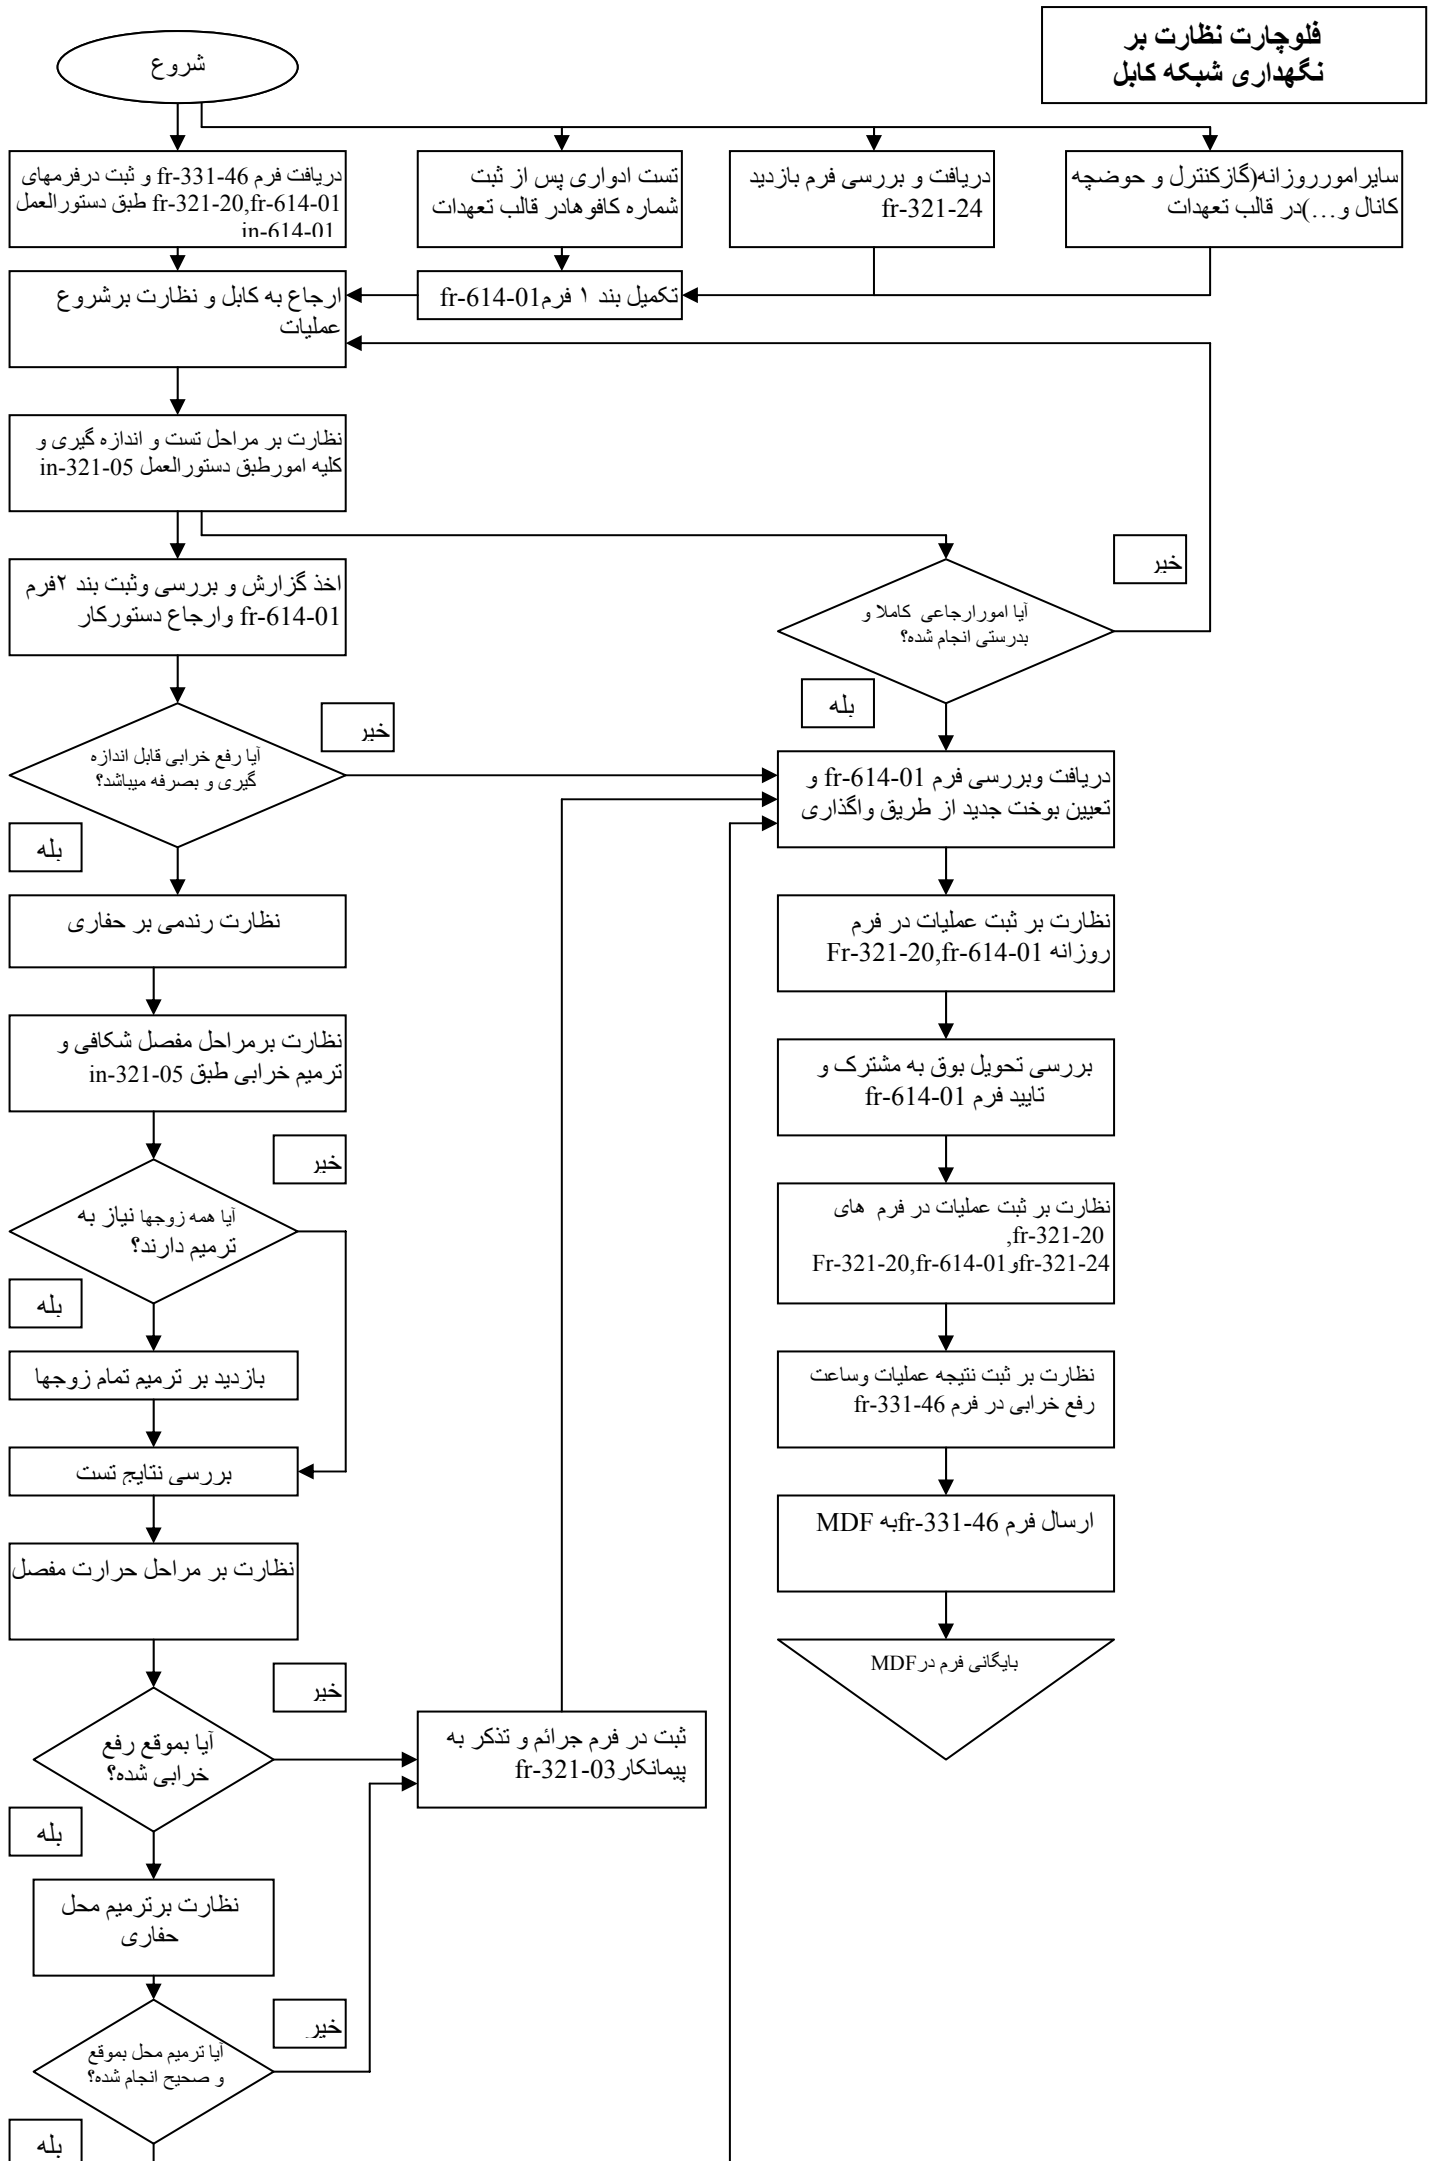 فلوچارت نظارت بر
نگهداری شبکه کابل
شروع
دریافت فرم fr-331-46 و ثبت درفرمهای
fr-321-20,fr-614-01 طبق دستورالعمل
in-614-01
تست ادواری پس از ثبت
شماره کافوهادر قالب تعهدات
دریافت و بررسی فرم بازدید
fr-321-24
سایرامورروزانه(گازکنترل و حوضچه
کانال و...)در قالب تعهدات
ارجاع به کابل و نظارت برشروع
عملیات
تکمیل بند ۱ فرمfr-614-01
نظارت بر مراحل تست و اندازه گیری و
کلیه امورطبق دستورالعمل in-321-05
اخذ گزارش و بررسی وثبت بند ۲فرم
fr-614-01 وارجاع دستورکار
آیا امورارجاعی کاملا و
بدرستی انجام شده؟
خیر
بله
آیا رفع خرابی قابل اندازه
گیری و بصرفه میباشد؟
خیر
بله
دریافت وبررسی فرم fr-614-01 و
تعیین بوخت جدید از طریق واگذاری
نظارت رندمی بر حفاری
نظارت بر ثبت عملیات در فرم
روزانه Fr-321-20,fr-614-01
نظارت برمراحل مفصل شکافی و
ترمیم خرابی طبق in-321-05
بررسی تحویل بوق به مشترک و
تایید فرم fr-614-01
آیا همه زوجها نیاز به
ترمیم دارند؟
خیر
بله
نظارت بر ثبت عملیات در فرم های
fr-321-20,
Fr-321-20,fr-614-01وfr-321-24
بازدید بر ترمیم تمام زوجها
نظارت بر ثبت نتیجه عملیات وساعت
رفع خرابی در فرم fr-331-46
بررسی نتایج تست
ارسال فرم fr-331-46به MDF
نظارت بر مراحل حرارت مفصل
بایگانی فرم درMDF
آیا بموقع رفع
خرابی شده؟
خیر
بله
ثبت در فرم جرائم و تذکر به
پیمانکارfr-321-03
نظارت برترمیم محل
حفاری
آیا ترمیم محل بموقع
و صحیح انجام شده؟
خیر
بله